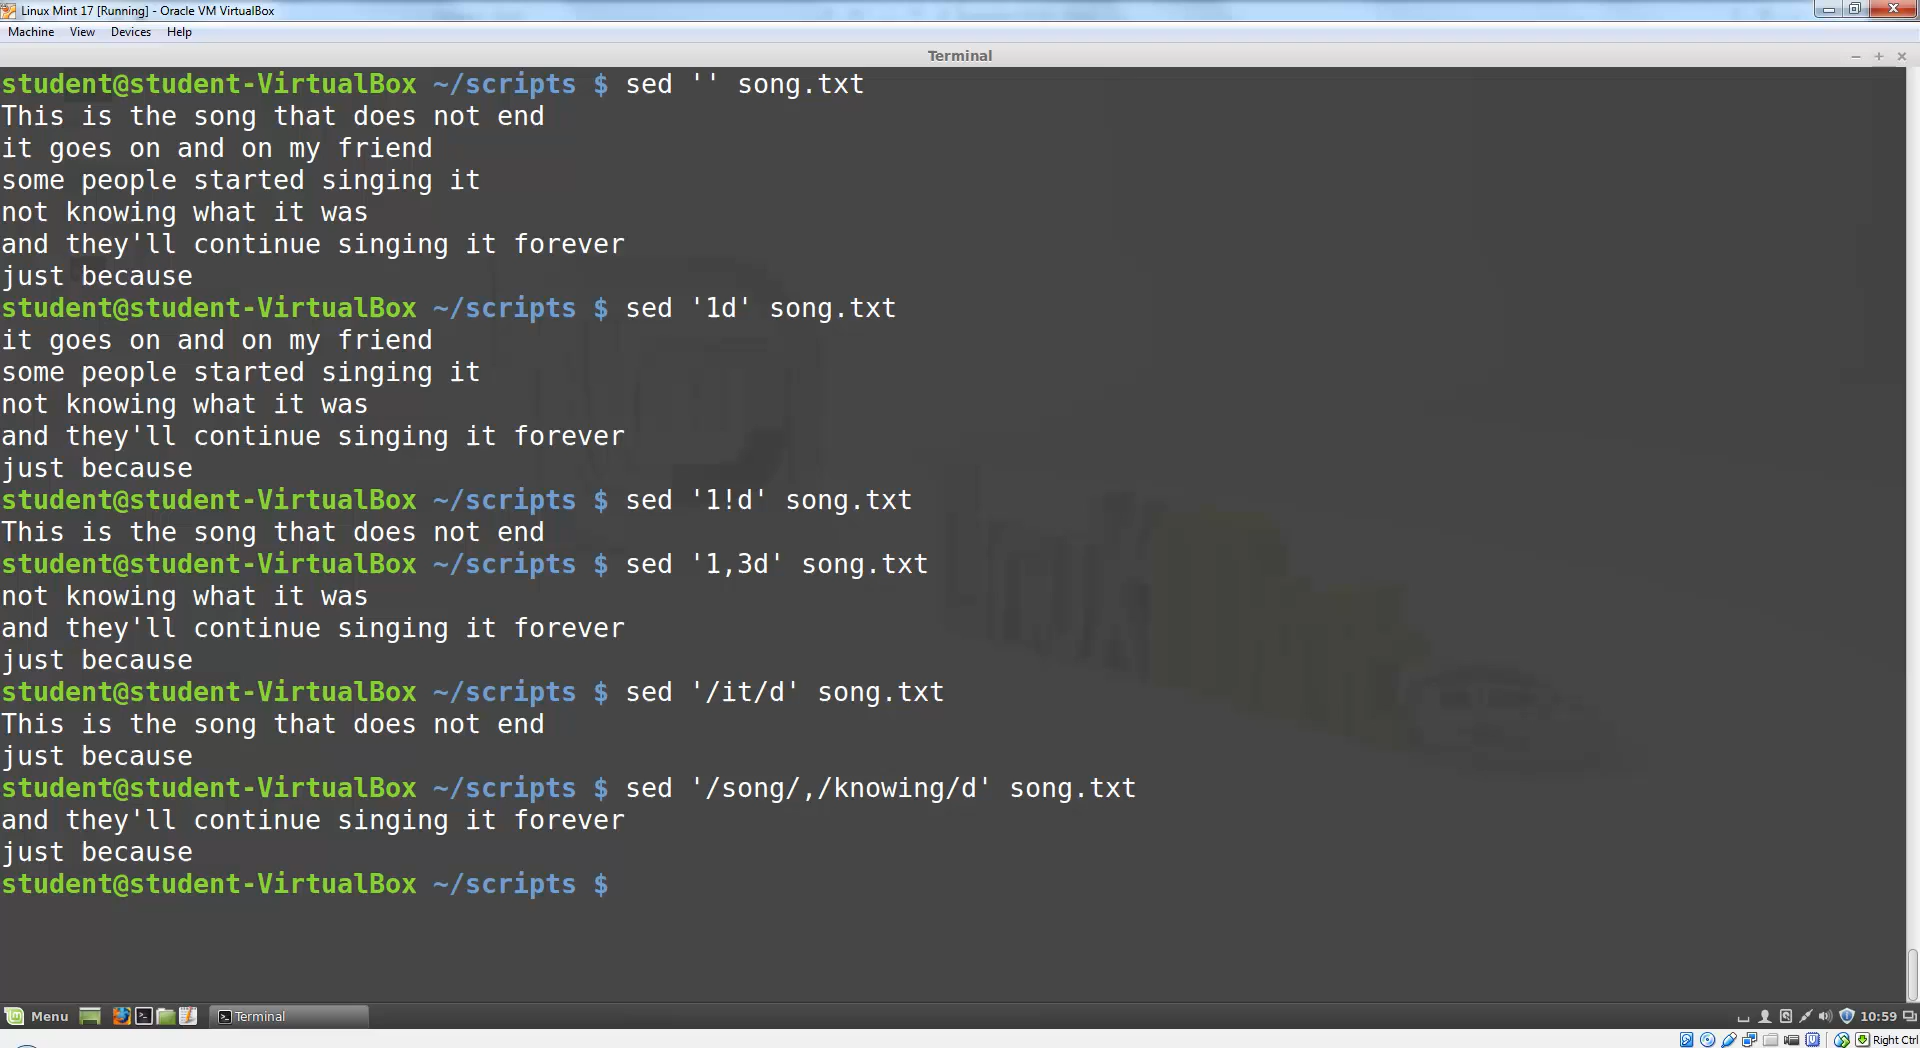 Linux Mint 17 [Running] - Oracle VM VirtualBox
Machine View Devices Help
Terminal
student@student-VirtualBox ~/scripts $ sed '' song.txt
This is the song that does not end
it goes on and on my friend
some people started singing it
not knowing what it was
and they'll continue singing it forever
just because
student@student-VirtualBox ~/scripts $ sed '1d' song.txt
it goes on and on my friend
some people started singing it
not knowing what it was
and they'll continue singing it forever
just because
student@student-VirtualBox ~/scripts $ sed '1!d' song.txt
This is the song that does not end
student@student-VirtualBox ~/scripts $ sed '1,3d' song.txt
not knowing what it was
and they'll continue singing it forever
just because
student@student-VirtualBox ~/scripts $ sed '/it/d' song.txt
This is the song that does not end
just because
student@student-VirtualBox ~/scripts $ sed '/song/,/knowing/d' song.txt
and they'll continue singing it forever
just because
student@student-VirtualBox ~/scripts $
Menu Terminal 10:59
Right Ctrl